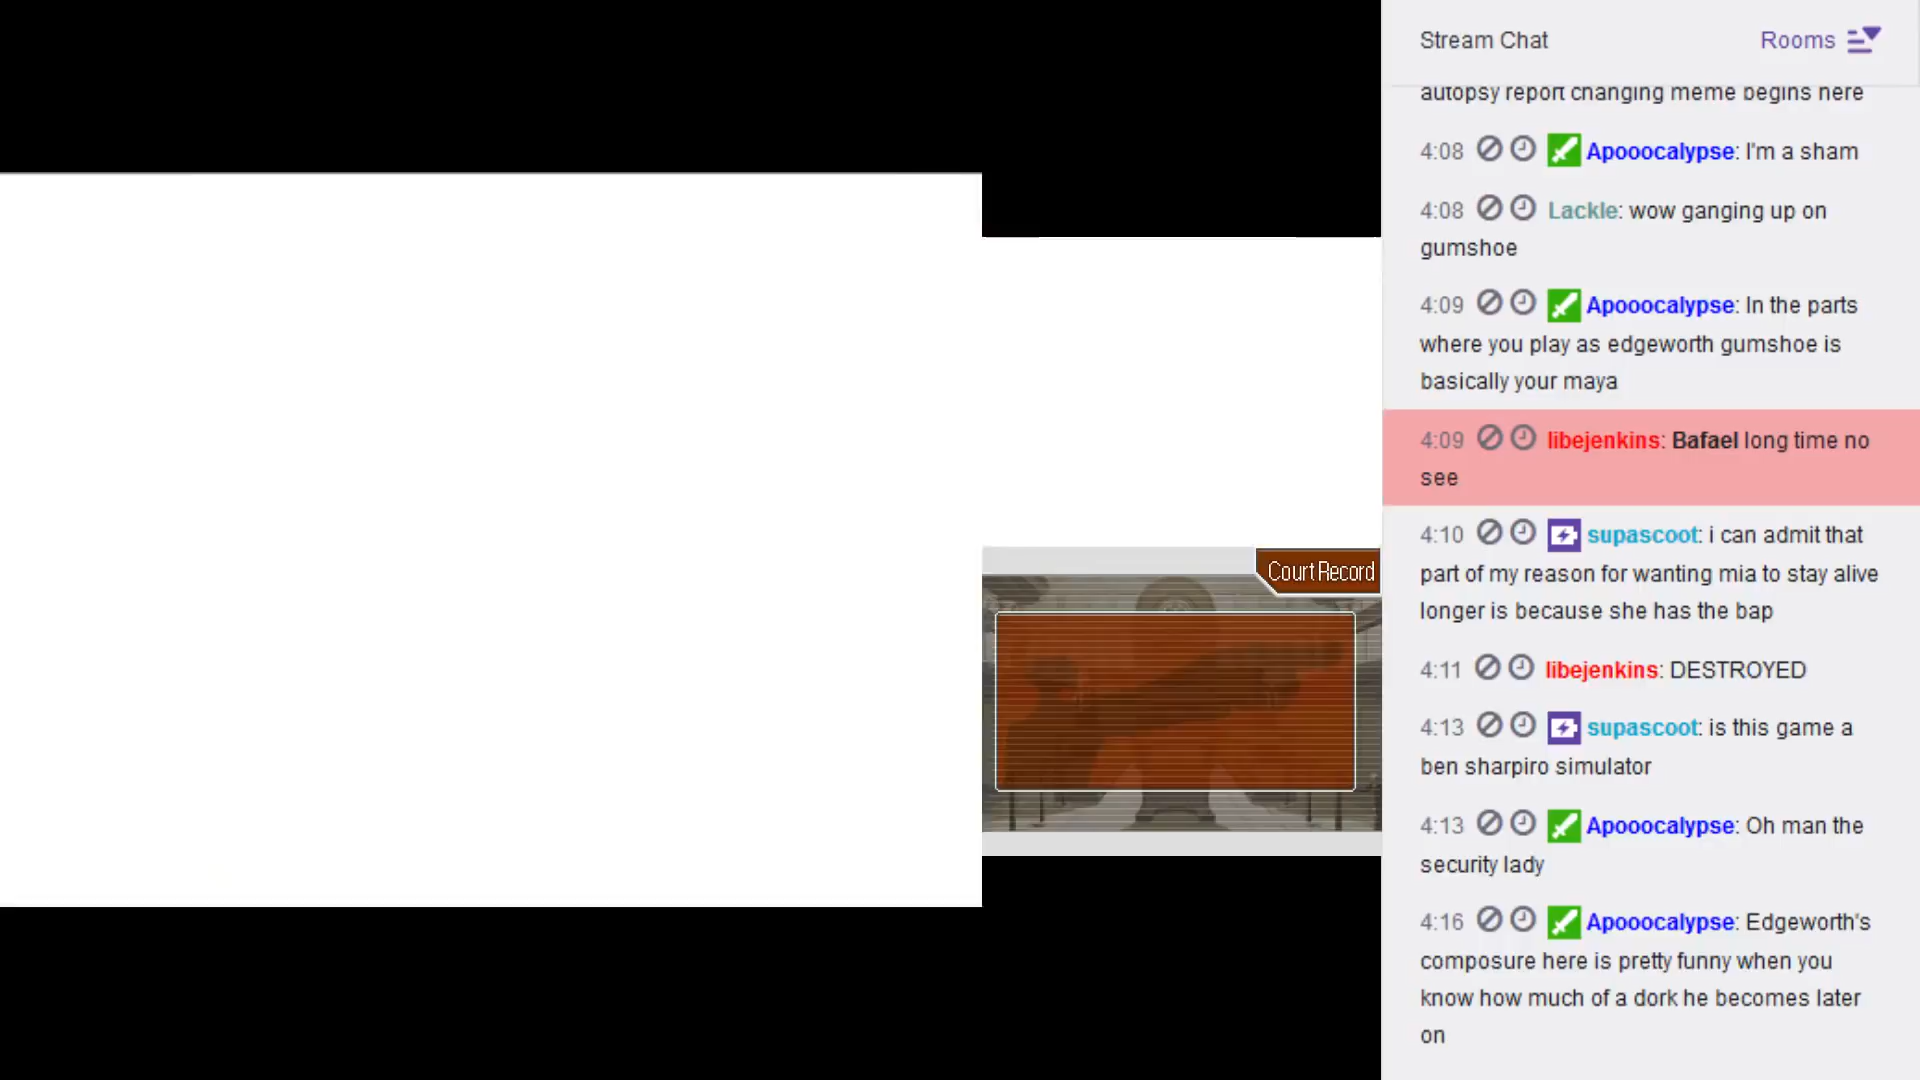 Stream Chat
Rooms
autopsy report changing meme begins here
4:08 Apooocalypse: I'm a sham
4:08 Lackle: wow ganging up on
gumshoe
4:09 Apooocalypse: In the parts
where you play as edgeworth gumshoe is
basically your maya
4:09 libejenkins: Bafael long time no
see
Court Record
4:10 supascoot: i can admit that
part of my reason for wanting mia to stay alive
longer is because she has the bap
4:11 libejenkins: DESTROYED
4:13 supascoot: is this game a
ben sharpiro simulator
4:13 Apooocalypse: Oh man the
security lady
4:16 Apooocalypse: Edgeworth's
composure here is pretty funny when you
know how much of a dork he becomes later
on